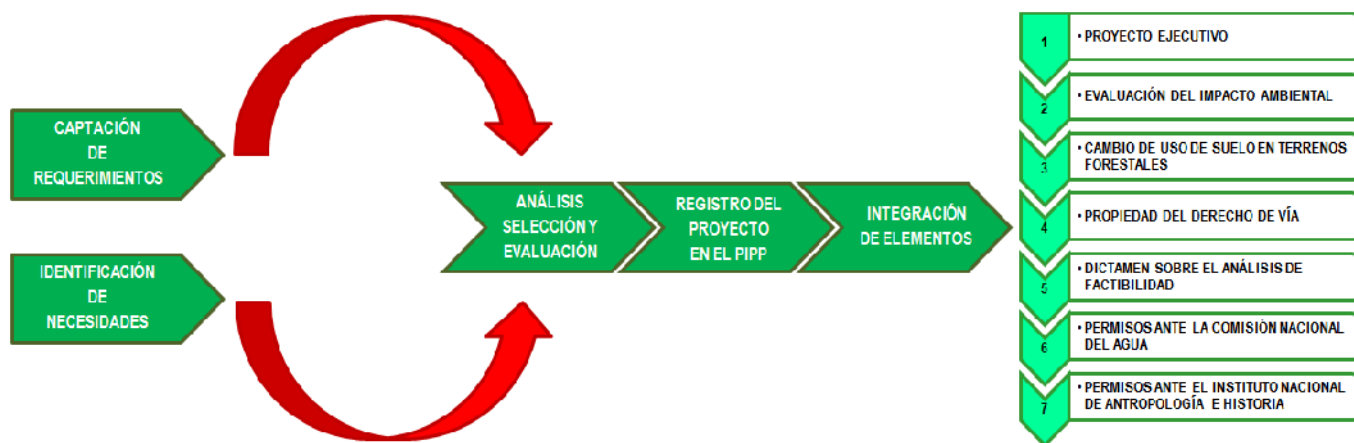 CAPTACIÓN
DE
REQUERIMIENTOS
IDENTIFICACIÓN
DE
NECESIDADES
ANÁLISIS
SELECCIÓN Y
EVALUACIÓN
REGISTRO DEL
PROYECTO
EN EL PIPP
INTEGRACIÓN
DE ELEMENTOS
1
• PROYECTO EJECUTIVO
2
• EVALUACIÓN DEL IMPACTO AMBIENTAL
3
• CAMBIO DE USO DE SUELO EN TERRENOS
FORESTALES
4
• PROPIEDAD DEL DERECHO DE VÍA
5
• DICTAMEN SOBRE EL ANÁLISIS DE
FACTIBILIDAD
6
• PERMISOS ANTE LA COMISIÓN NACIONAL
DEL AGUA
7
• PERMISOS ANTE EL INSTITUTO NACIONAL
DE ANTROPOLOGÍA E HISTORIA